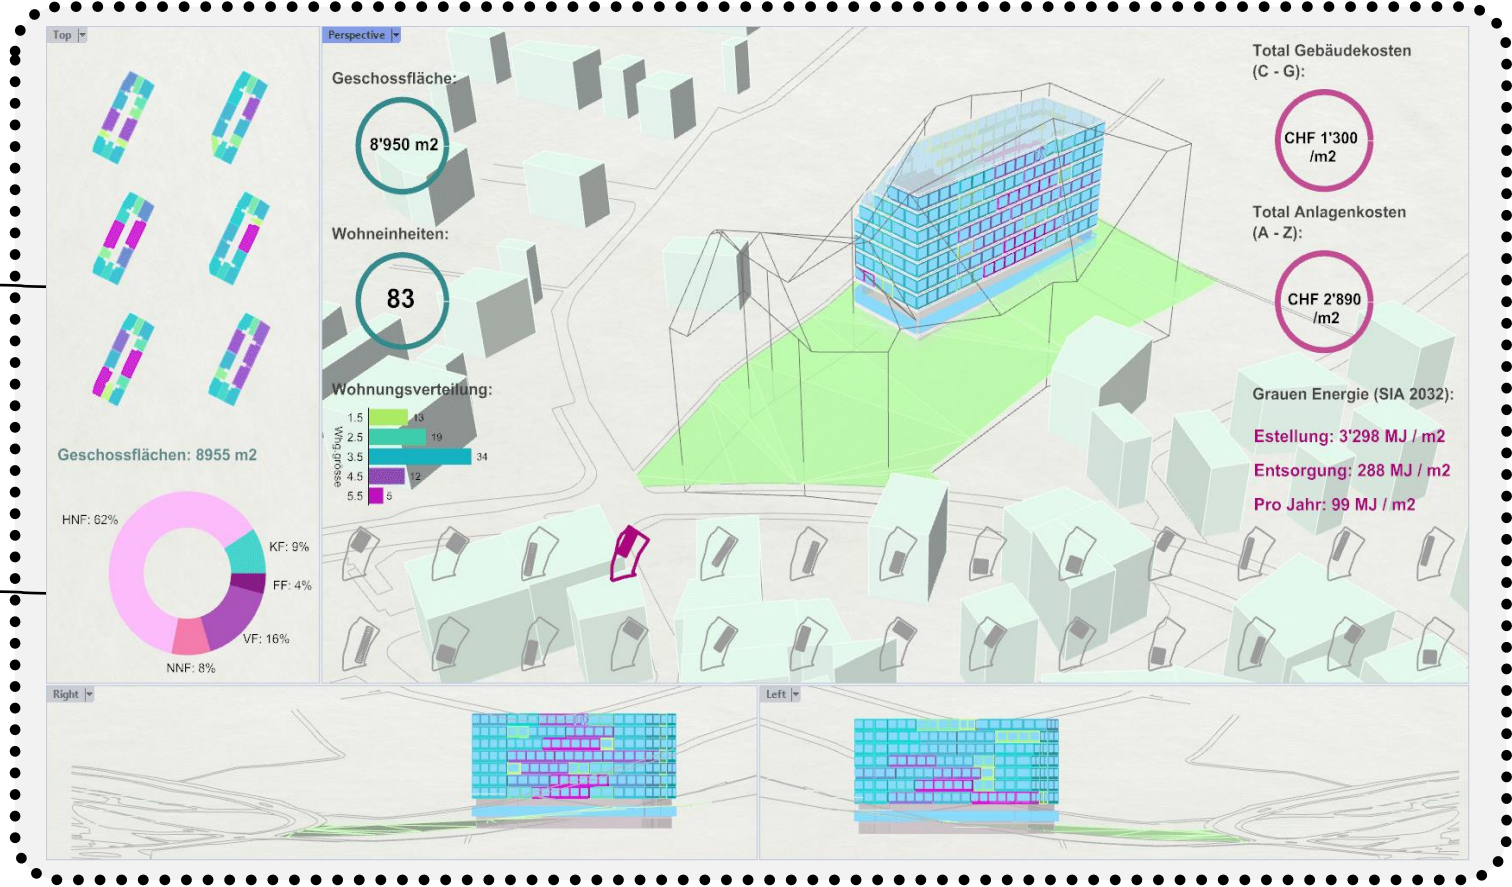 Top
Geschossflächen: 8955 m2
HNF: 62%
KF: 9%
FF: 4%
VF: 16%
NNF: 8%
Perspective
Geschossfläche:
8'950 m2
Wohneinheiten:
83
Wohnungsverteilung:
Whg.grösse
1.5 13
2.5 19
3.5 34
4.5 12
5.5 5
Total Gebäudekosten
(C - G):
CHF 1'300
/m2
Total Anlagenkosten
(A - Z):
CHF 2'890
/m2
Grauen Energie (SIA 2032):
Estellung: 3'298 MJ / m2
Entsorgung: 288 MJ / m2
Pro Jahr: 99 MJ / m2
Right
Left